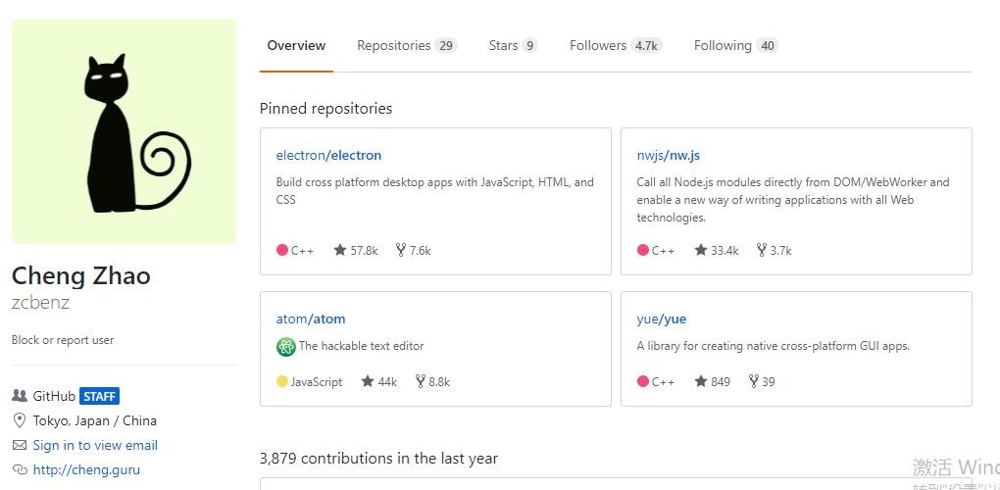 Overview Repositories 29 Stars 9 Followers 4.7k Following 40
Pinned repositories
electron/electron
Build cross platform desktop apps with JavaScript, HTML, and
CSS
C++ 57.8k 7.6k
nwjs/nw.js
Call all Node.js modules directly from DOM/WebWorker and
enable a new way of writing applications with all Web
technologies.
C++ 33.4k 3.7k
atom/atom
The hackable text editor
JavaScript 44k 8.8k
yue/yue
A library for creating native cross-platform GUI apps.
C++ 849 39
3,879 contributions in the last year
Cheng Zhao
zcbenz
Block or report user
GitHub STAFF
Tokyo, Japan / China
Sign in to view email
http://cheng.guru
激活 Wind